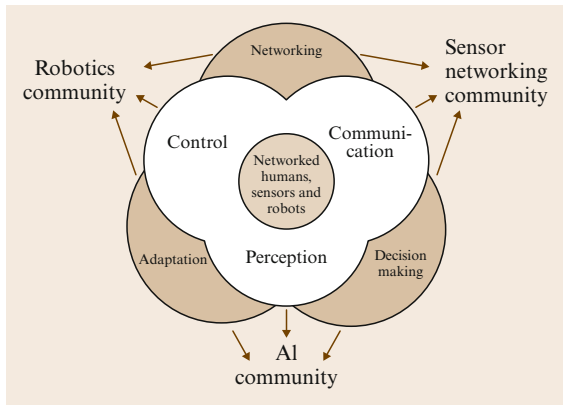 Networking
Robotics
community
Sensor
networking
community
Control
Communi-
cation
Networked
humans,
sensors and
robots
Adaptation
Perception
Decision
making
AI
community